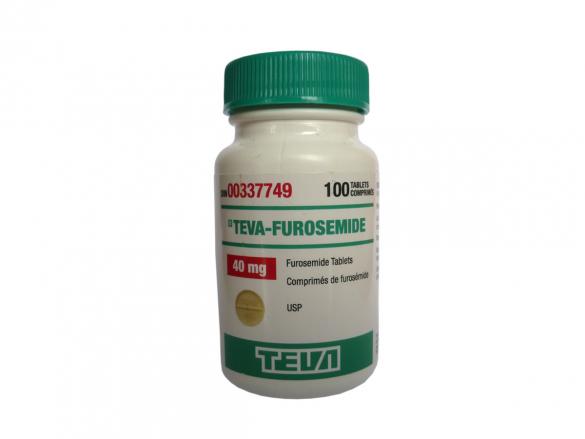 DIN 00337749
100 TABLETS
COMPRIMÉS
TEVA-FUROSEMIDE
40 mg
Furosemide Tablets
Comprimés de furosémide
USP
TEVA